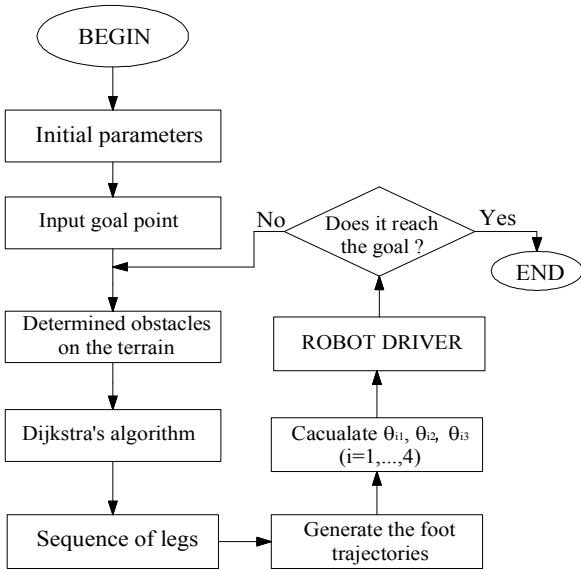 BEGIN
Initial parameters
Input goal point
Determined obstacles
on the terrain
Dijkstra's algorithm
Sequence of legs
Generate the foot
trajectories
Cacualate θi1, θi2, θi3
(i=1,...,4)
ROBOT DRIVER
Does it reach
the goal ?
No
Yes
END